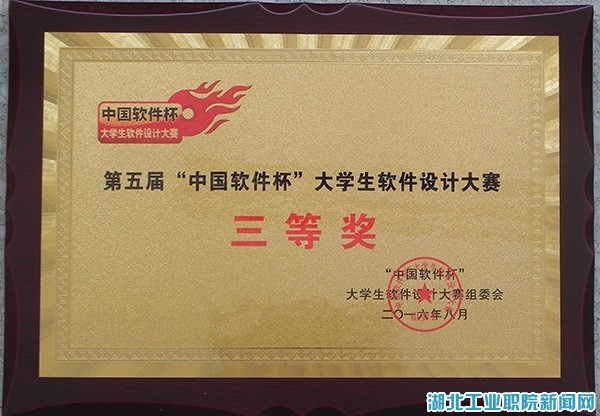 中国软件杯
大学生软件设计大赛
第五届“中国软件杯”大学生软件设计大赛
三等奖
“中国软件杯”
大学生软件设计大赛组委会
二〇一六年八月
湖北工业职院新闻网